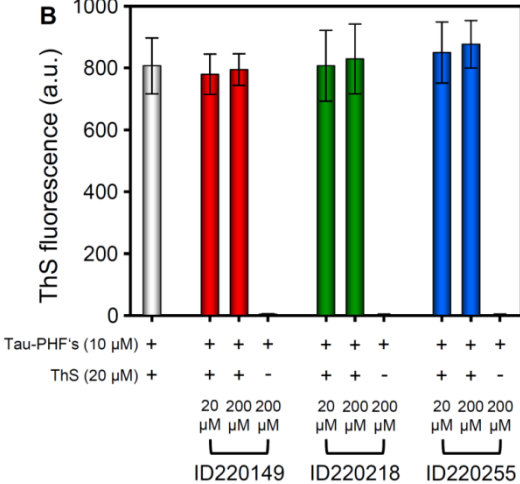 B
1000
800
600
400
200
0
ThS fluorescence (a.u.)
Tau-PHF's (10 µM) + + + + + + + + + +
ThS (20 µM) + + + - + + - + + -
20 200 200 20 200 200 20 200 200
µM µM µM µM µM µM µM µM µM
ID220149 ID220218 ID220255